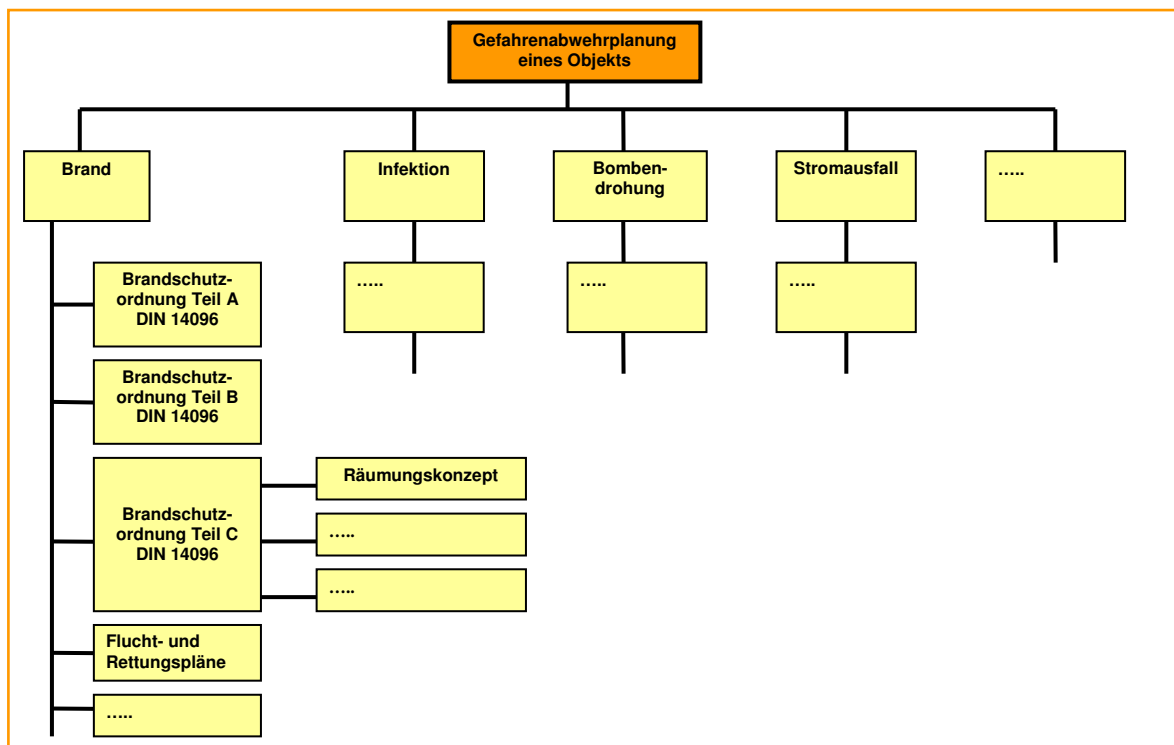 Gefahrenabwehrplanung
eines Objekts
Brand
Infektion
Bomben-
drohung
Stromausfall
…..
Brandschutz-
ordnung Teil A
DIN 14096
…..
…..
…..
Brandschutz-
ordnung Teil B
DIN 14096
Brandschutz-
ordnung Teil C
DIN 14096
Räumungskonzept
…..
…..
Flucht- und
Rettungspläne
…..